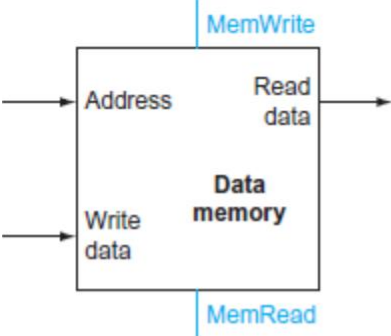 MemWrite
Address
Read
data
Data
memory
Write
data
MemRead